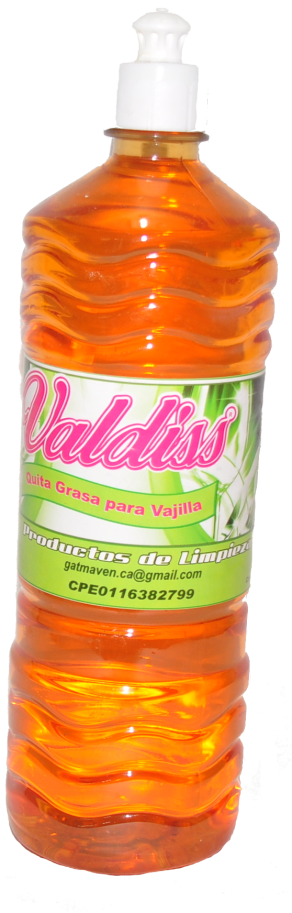 Valdiss
Quita Grasa para Vajilla
Productos de Limpieza
gatmaven.ca@gmail.com
CPE0116382799